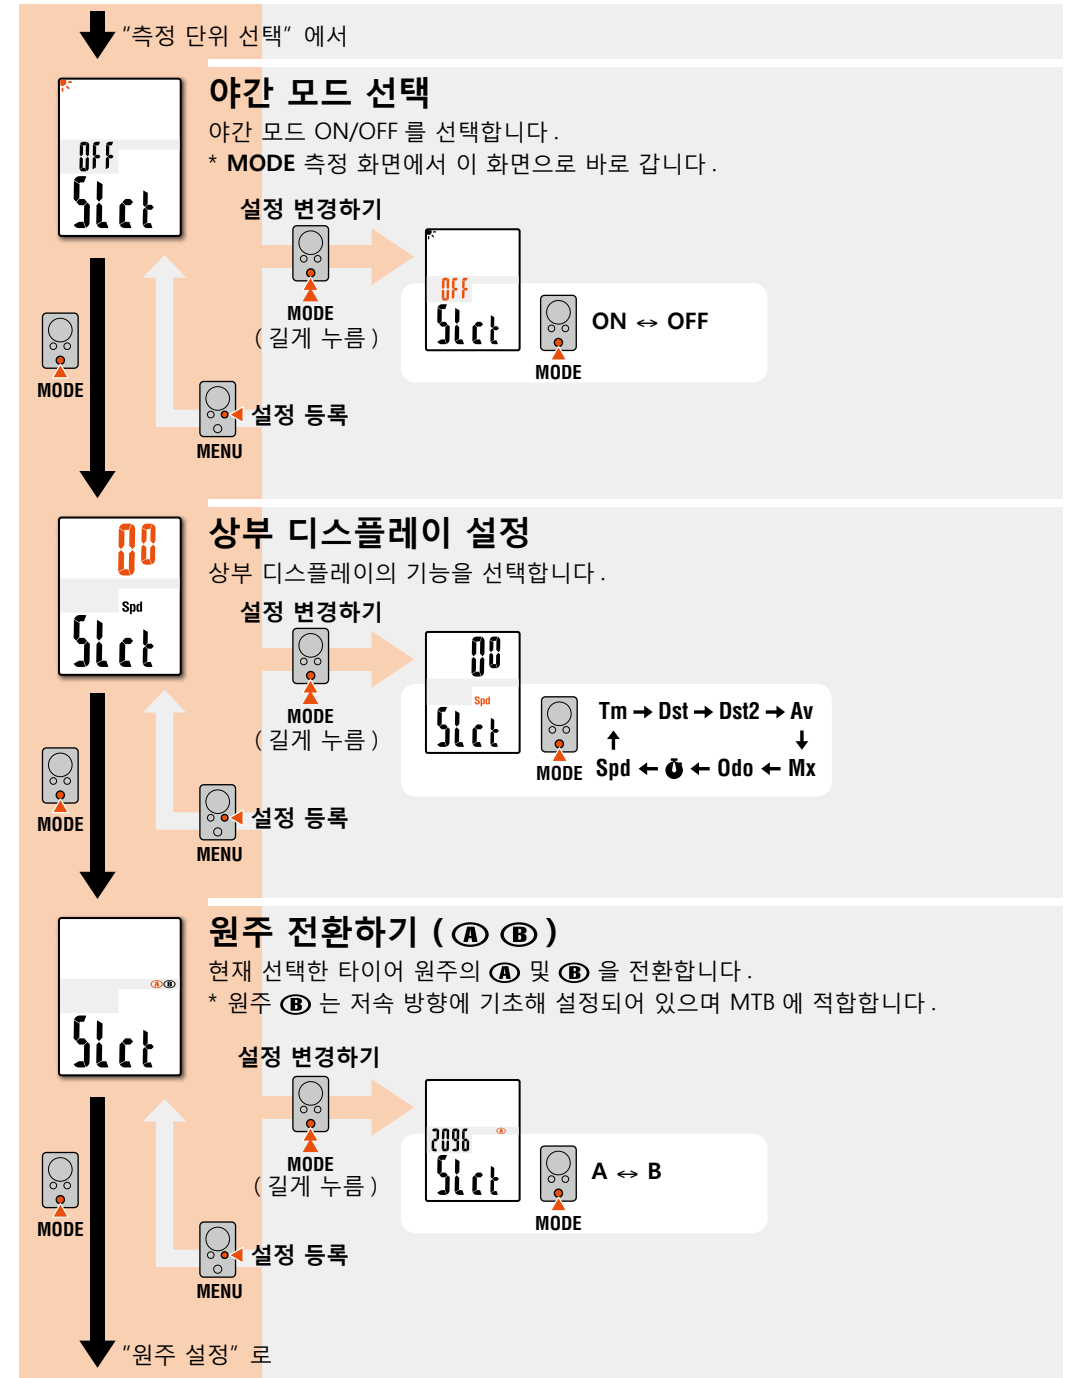 "측정 단위 선택" 에서
야간 모드 선택
야간 모드 ON/OFF 를 선택합니다.
* MODE 측정 화면에서 이 화면으로 바로 갑니다.
OFF
Slct
설정 변경하기
MODE
(길게 누름)
OFF
Slct
MODE
ON ↔ OFF
MODE
설정 등록
MENU
상부 디스플레이 설정
상부 디스플레이의 기능을 선택합니다.
00
Spd
Slct
설정 변경하기
MODE
(길게 누름)
00
Spd
Slct
MODE
Tm → Dst → Dst2 → Av
↑ ↓
Spd ← ← Odo ← Mx
MODE
설정 등록
MENU
원주 전환하기 (Ⓐ Ⓑ)
현재 선택한 타이어 원주의 Ⓐ 및 Ⓑ 을 전환합니다.
* 원주 Ⓑ 는 저속 방향에 기초해 설정되어 있으며 MTB 에 적합합니다.
ⒶⒷ
Slct
설정 변경하기
MODE
(길게 누름)
2096 Ⓐ
Slct
MODE
A ↔ B
MODE
설정 등록
MENU
"원주 설정" 로